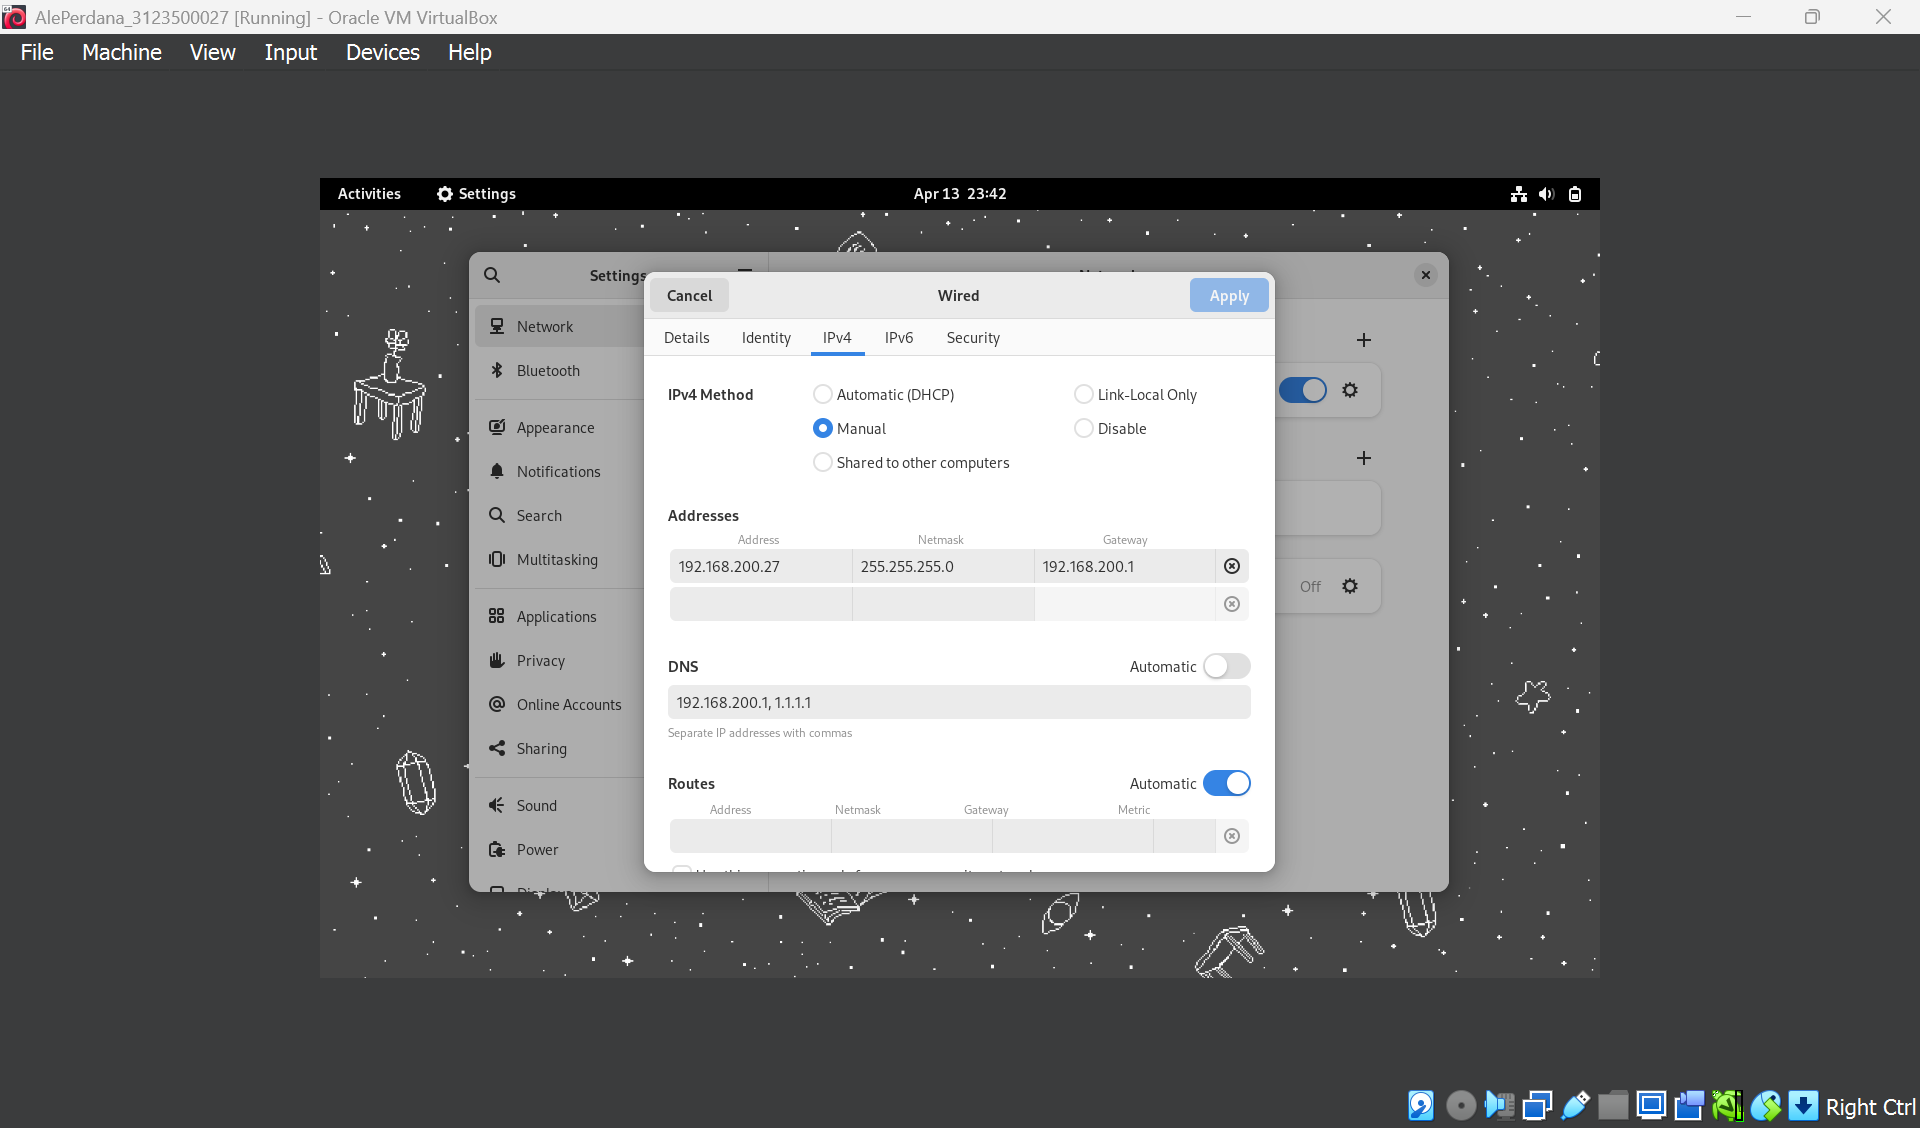 AlePerdana_3123500027 [Running] - Oracle VM VirtualBox
File Machine View Input Devices Help
Activities Settings Apr 13 23:42
Settings
Cancel Wired Apply
Details Identity IPv4 IPv6 Security
Network
Bluetooth
Appearance
Notifications
Search
Multitasking
Applications
Privacy
Online Accounts
Sharing
Sound
Power
IPv4 Method
Automatic (DHCP) Link-Local Only
Manual Disable
Shared to other computers
Addresses
Address Netmask Gateway
192.168.200.27 255.255.255.0 192.168.200.1
DNS Automatic
192.168.200.1, 1.1.1.1
Separate IP addresses with commas
Routes Automatic
Address Netmask Gateway Metric
Off
Right Ctrl